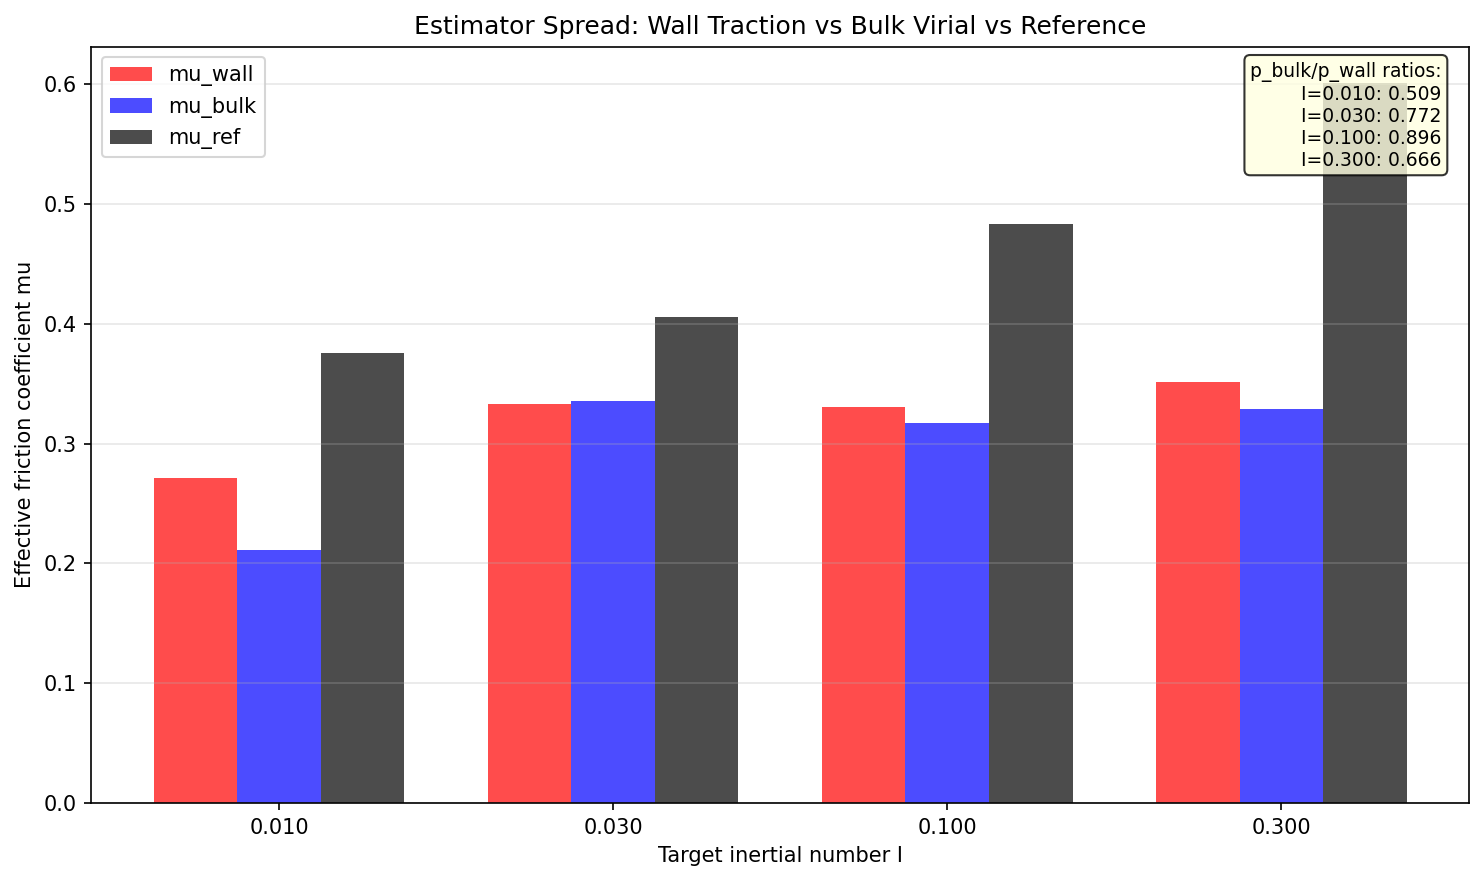 Estimator Spread: Wall Traction vs Bulk Virial vs Reference
mu_wall
mu_bulk
mu_ref
p_bulk/p_wall ratios:
I=0.010: 0.509
I=0.030: 0.772
I=0.100: 0.896
I=0.300: 0.666
Effective friction coefficient mu
0.6
0.5
0.4
0.3
0.2
0.1
0.0
0.010
0.030
0.100
0.300
Target inertial number I